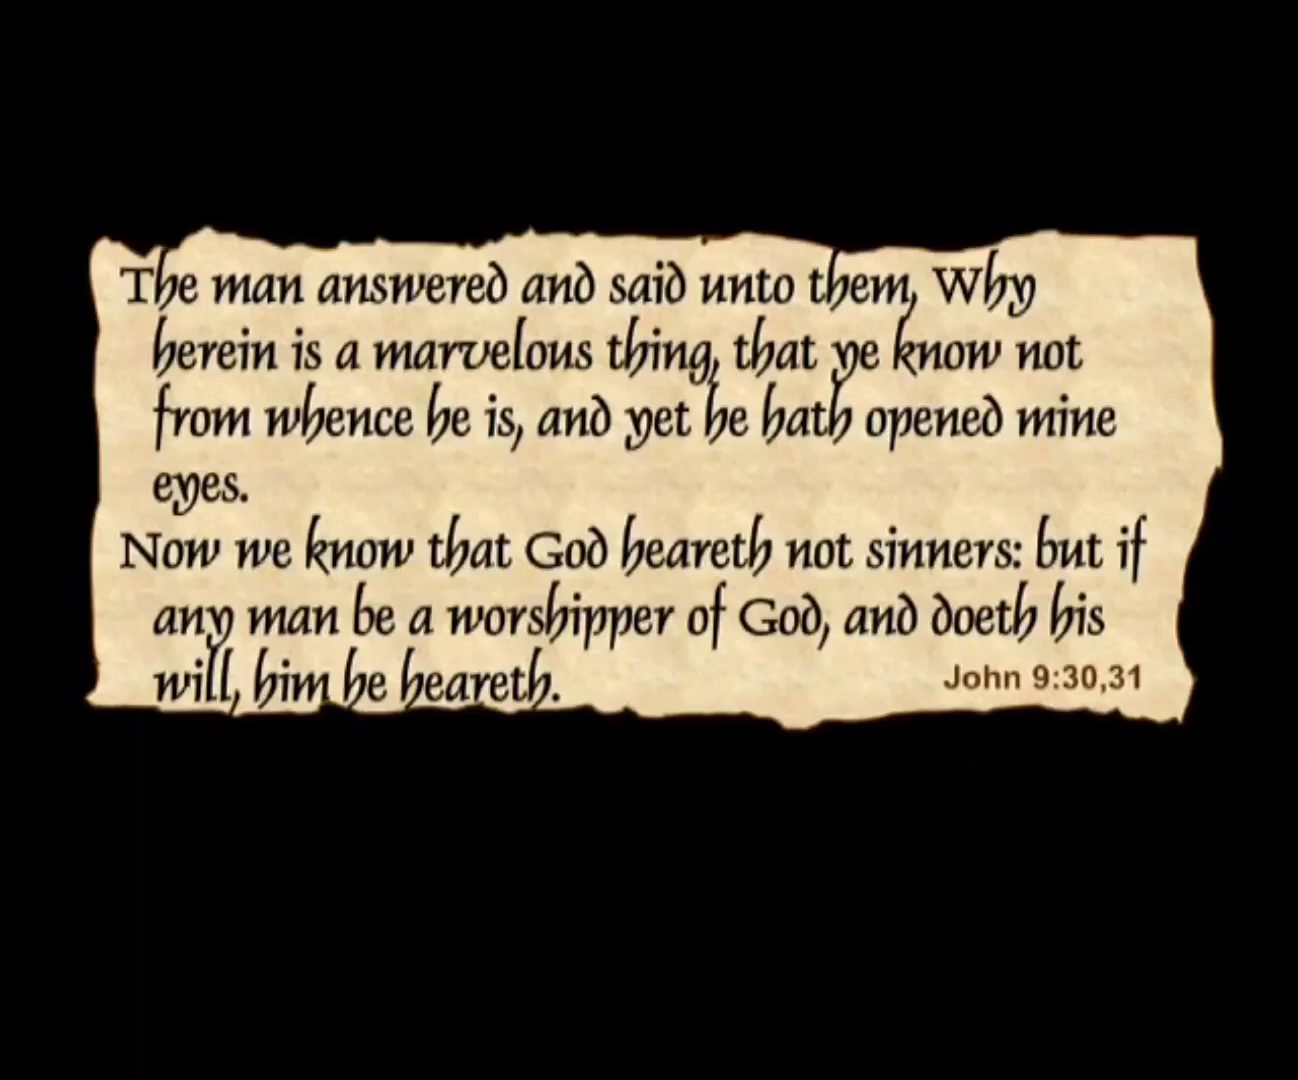 The man answered and said unto them, Why
herein is a marvelous thing, that ye know not
from whence he is, and yet he hath opened mine
eyes.
Now we know that God heareth not sinners: but if
any man be a worshipper of God, and doeth his
will, him he heareth.
John 9:30,31